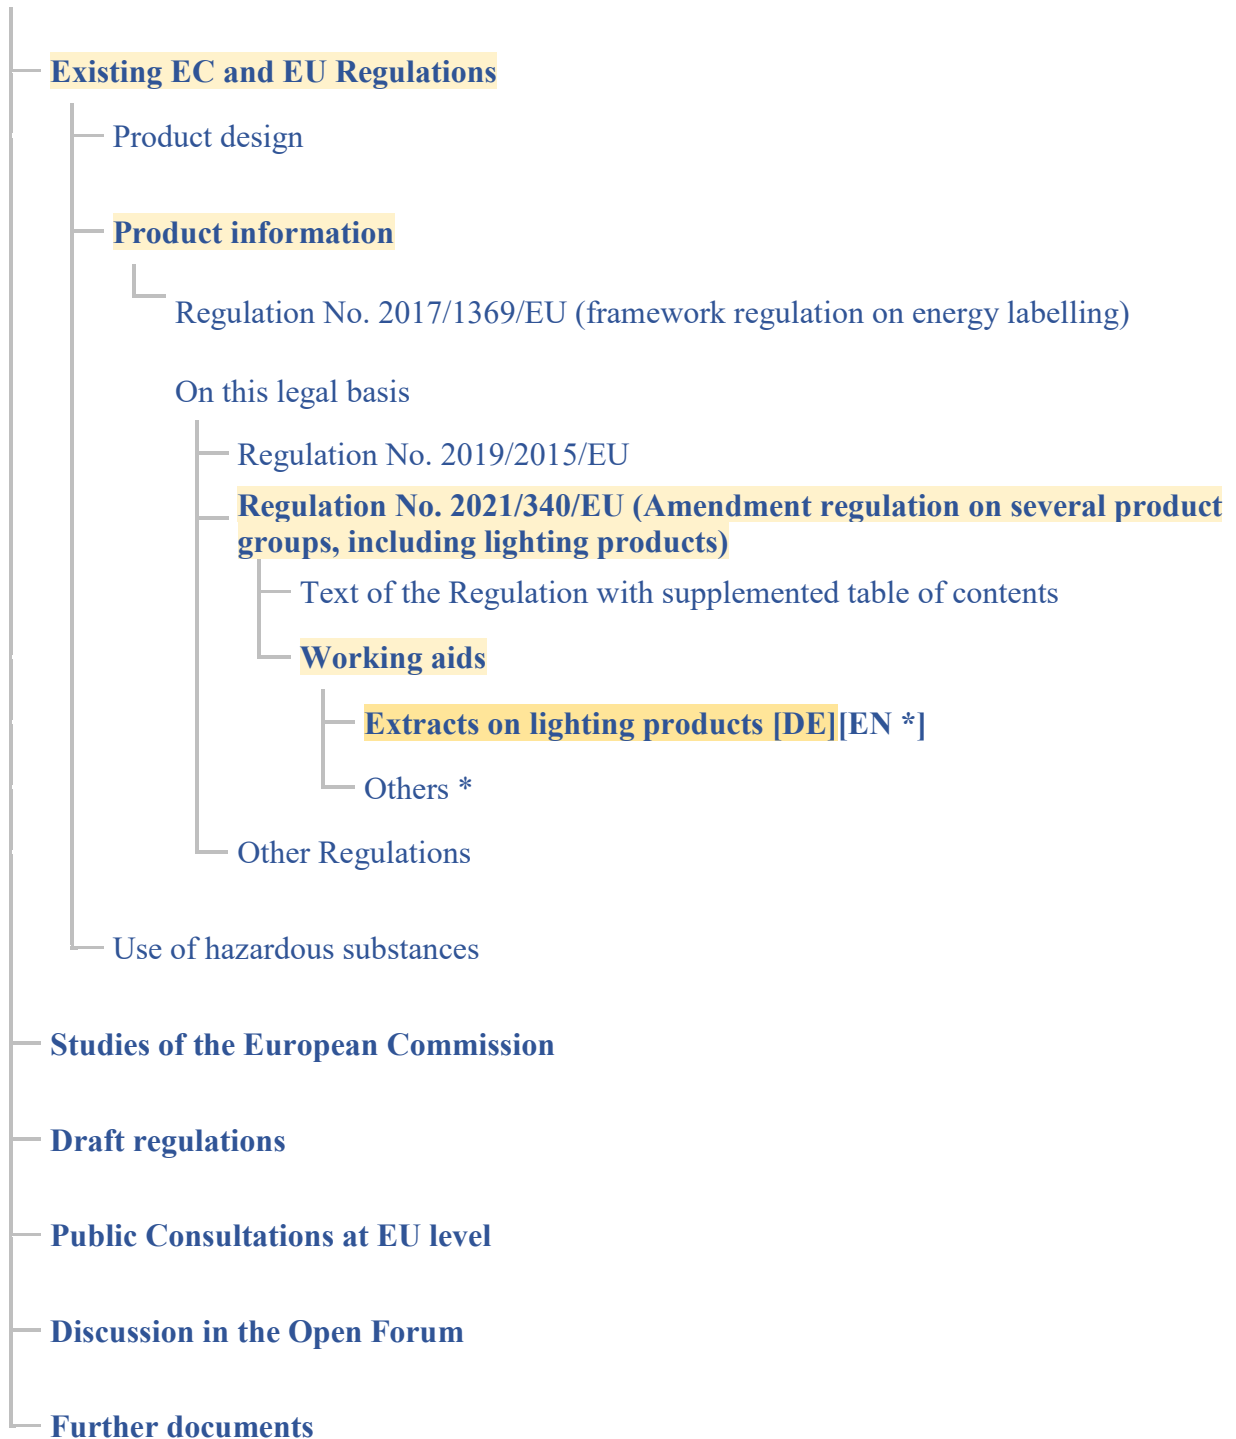 Existing EC and EU Regulations
Product design
Product information
Regulation No. 2017/1369/EU (framework regulation on energy labelling)
On this legal basis
Regulation No. 2019/2015/EU
Regulation No. 2021/340/EU (Amendment regulation on several product
groups, including lighting products)
Text of the Regulation with supplemented table of contents
Working aids
Extracts on lighting products [DE][EN *]
Others *
Other Regulations
Use of hazardous substances
Studies of the European Commission
Draft regulations
Public Consultations at EU level
Discussion in the Open Forum
Further documents